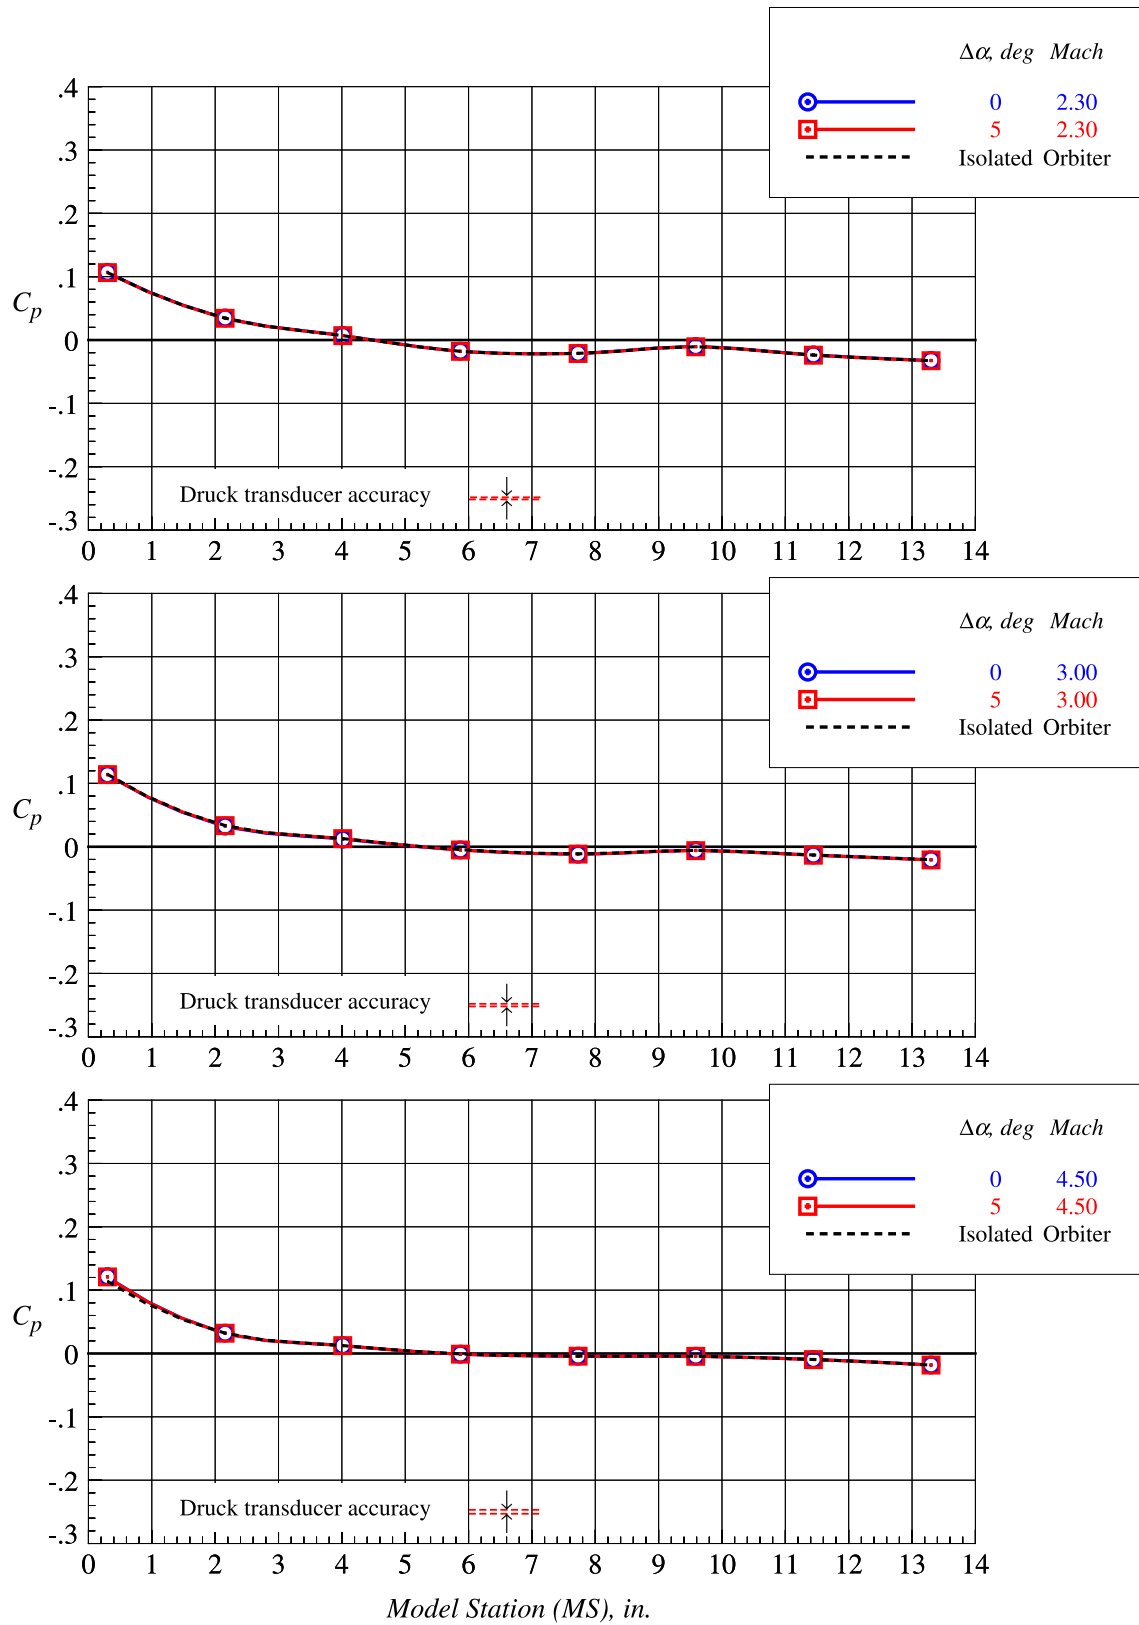 Δα, deg Mach
0 2.30
5 2.30
Isolated Orbiter
.4
.3
.2
.1
0
-.1
-.2
-.3
Cp
Druck transducer accuracy
0 1 2 3 4 5 6 7 8 9 10 11 12 13 14
Δα, deg Mach
0 3.00
5 3.00
Isolated Orbiter
.4
.3
.2
.1
0
-.1
-.2
-.3
Cp
Druck transducer accuracy
0 1 2 3 4 5 6 7 8 9 10 11 12 13 14
Δα, deg Mach
0 4.50
5 4.50
Isolated Orbiter
.4
.3
.2
.1
0
-.1
-.2
-.3
Cp
Druck transducer accuracy
0 1 2 3 4 5 6 7 8 9 10 11 12 13 14
Model Station (MS), in.